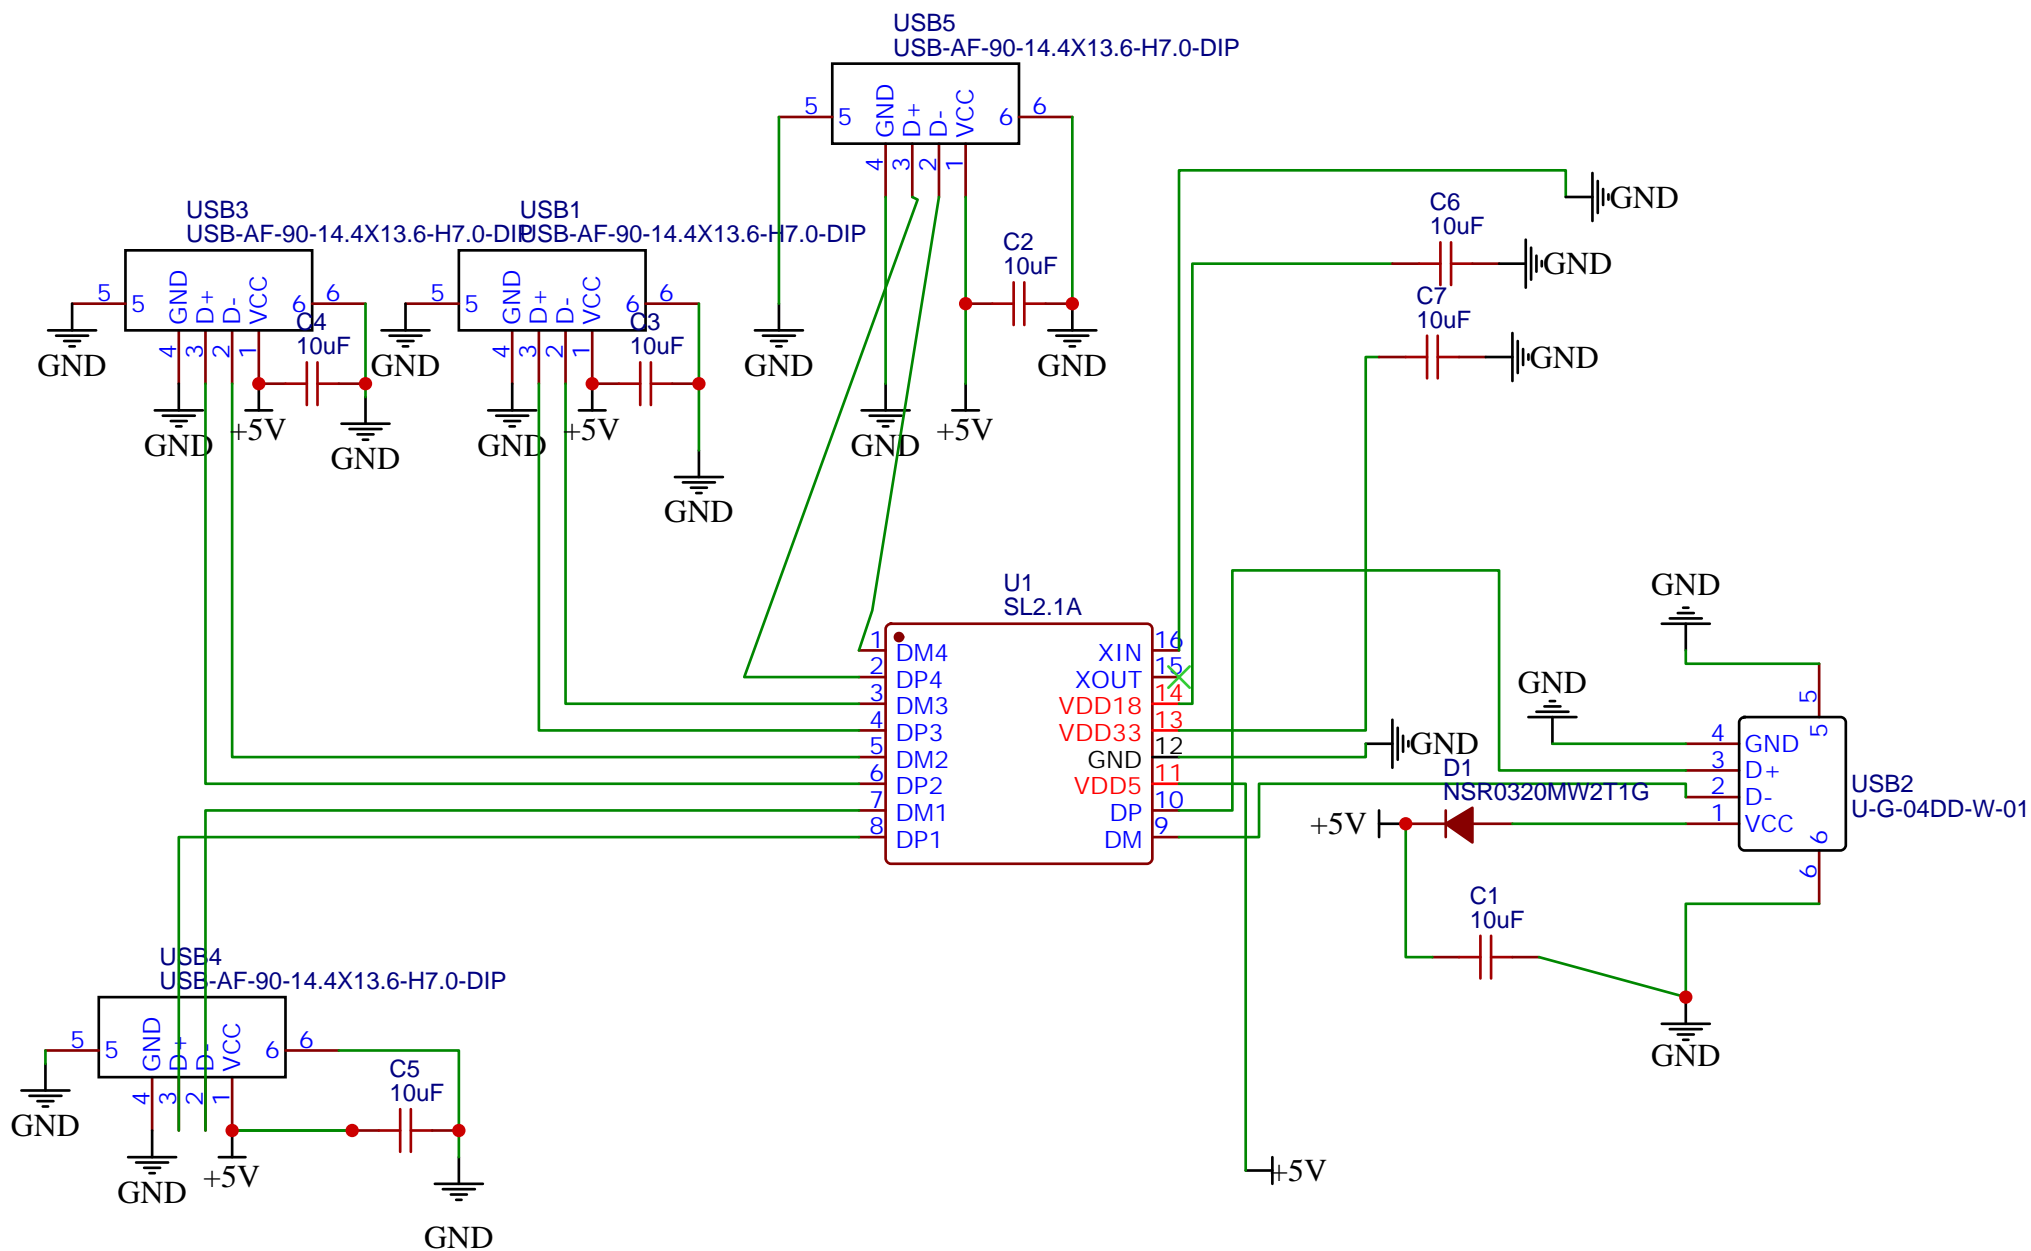 USB5
USB-AF-90-14.4X13.6-H7.0-DIP
5
5
GND
D+
D-
VCC
6
6
4
3
2
1
C2
10uF
GND
GND
+5V
GND
USB3
USB-AF-90-14.4X13.6-H7.0-DIP
5
5
GND
D+
D-
VCC
6
6
4
3
2
1
C4
10uF
GND
GND
+5V
GND
USB1
USB-AF-90-14.4X13.6-H7.0-DIP
5
5
GND
D+
D-
VCC
6
6
4
3
2
1
C3
10uF
GND
GND
+5V
GND
GND
C6
10uF
GND
C7
10uF
GND
U1
SL2.1A
1 DM4
2 DP4
3 DM3
4 DP3
5 DM2
6 DP2
7 DM1
8 DP1
XIN 16
XOUT 15
VDD18 14
VDD33 13
GND 12
VDD5 11
DP 10
DM 9
GND
+5V
GND
GND
5
5
4 GND
3 D+
2 D-
1 VCC
6
6
USB2
U-G-04DD-W-01
D1
NSR0320MW2T1G
+5V
C1
10uF
GND
USB4
USB-AF-90-14.4X13.6-H7.0-DIP
5
5
GND
D+
D-
VCC
6
6
4
3
2
1
C5
10uF
GND
GND
+5V
GND